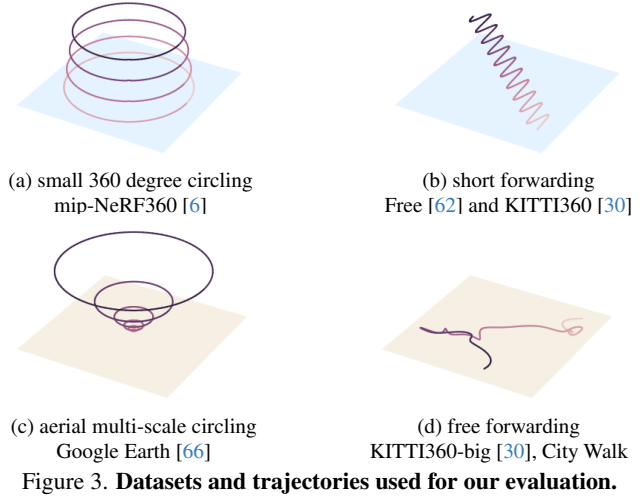 (a) small 360 degree circling
mip-NeRF360 [6]
(b) short forwarding
Free [62] and KITTI360 [30]
(c) aerial multi-scale circling
Google Earth [66]
(d) free forwarding
KITTI360-big [30], City Walk
Figure 3. Datasets and trajectories used for our evaluation.